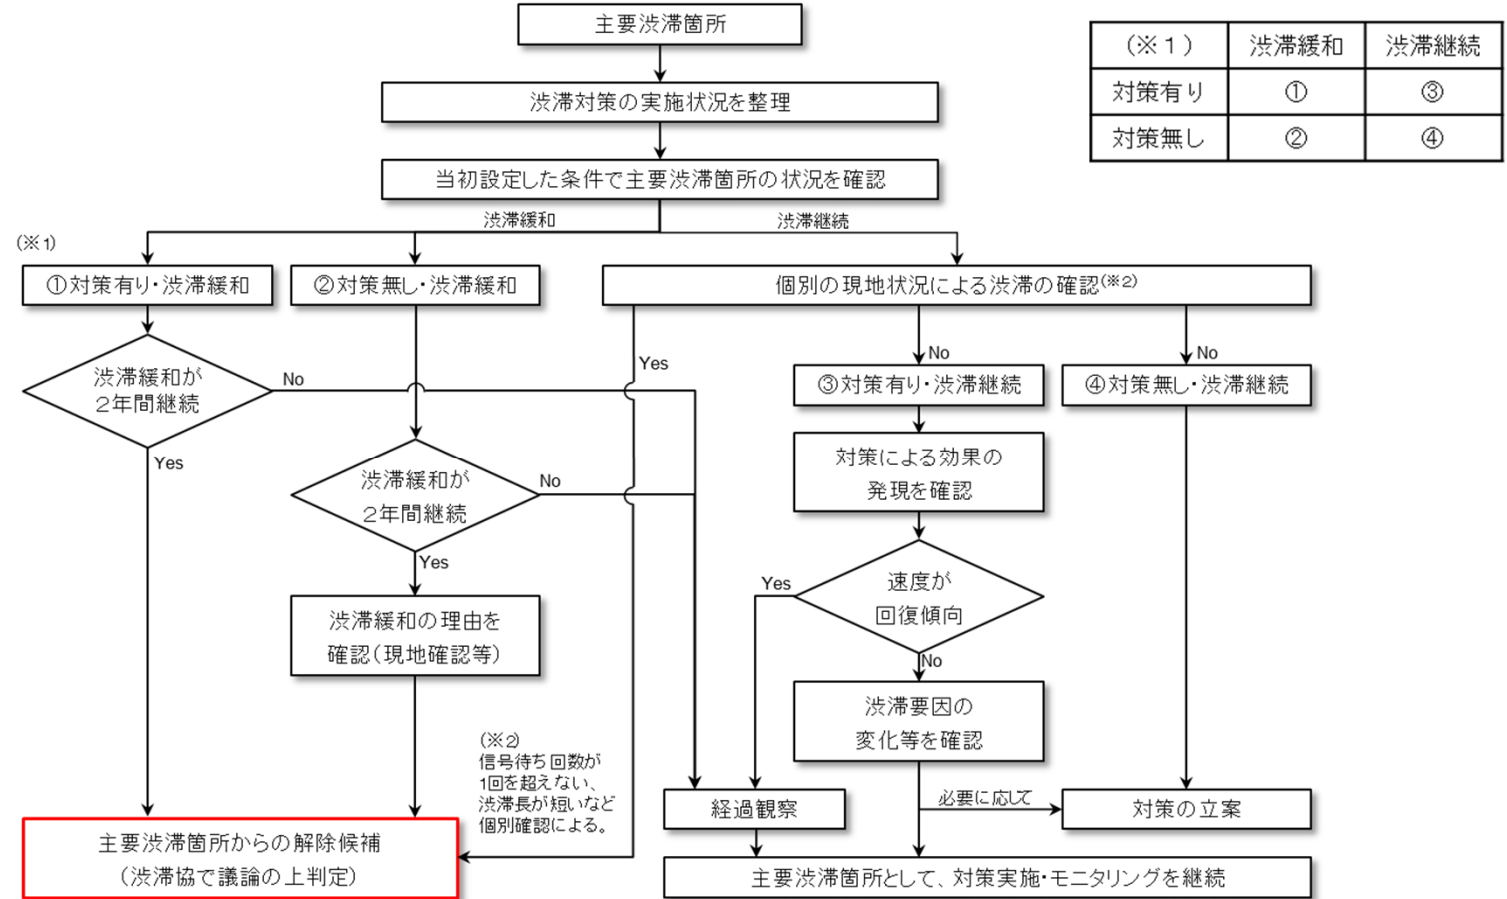 主要渋滞箇所
渋滞対策の実施状況を整理
当初設定した条件で主要渋滞箇所の状況を確認
(※1) 渋滞緩和 渋滞継続
対策有り ① ③
対策無し ② ④
渋滞緩和
渋滞継続
(※1)
①対策有り・渋滞緩和
②対策無し・渋滞緩和
個別の現地状況による渋滞の確認(※2)
渋滞緩和が
2年間継続
No
Yes
渋滞緩和が
2年間継続
No
Yes
渋滞緩和の理由を
確認(現地確認等)
Yes
No
③対策有り・渋滞継続
No
④対策無し・渋滞継続
対策による効果の
発現を確認
速度が
回復傾向
Yes
No
渋滞要因の
変化等を確認
(※2)
信号待ち回数が
1回を超えない、
渋滞長が短いなど
個別確認による。
経過観察
必要に応じて
対策の立案
主要渋滞箇所からの解除候補
(渋滞協で議論の上判定)
主要渋滞箇所として、対策実施・モニタリングを継続